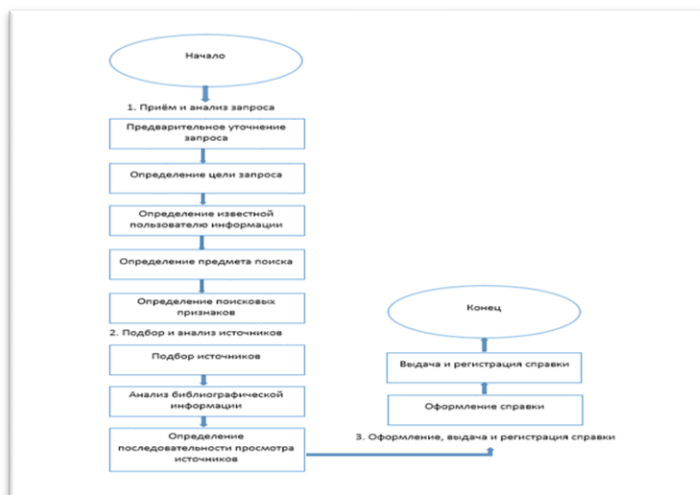 Начало
1. Приём и анализ запроса
Предварительное уточнение
запроса
Определение цели запроса
Определение известной
пользователю информации
Определение предмета поиска
Определение поисковых
признаков
2. Подбор и анализ источников
Подбор источников
Анализ библиографической
информации
Определение
последовательности просмотра
источников
3. Оформление, выдача и регистрация справки
Оформление справки
Выдача и регистрация справки
Конец